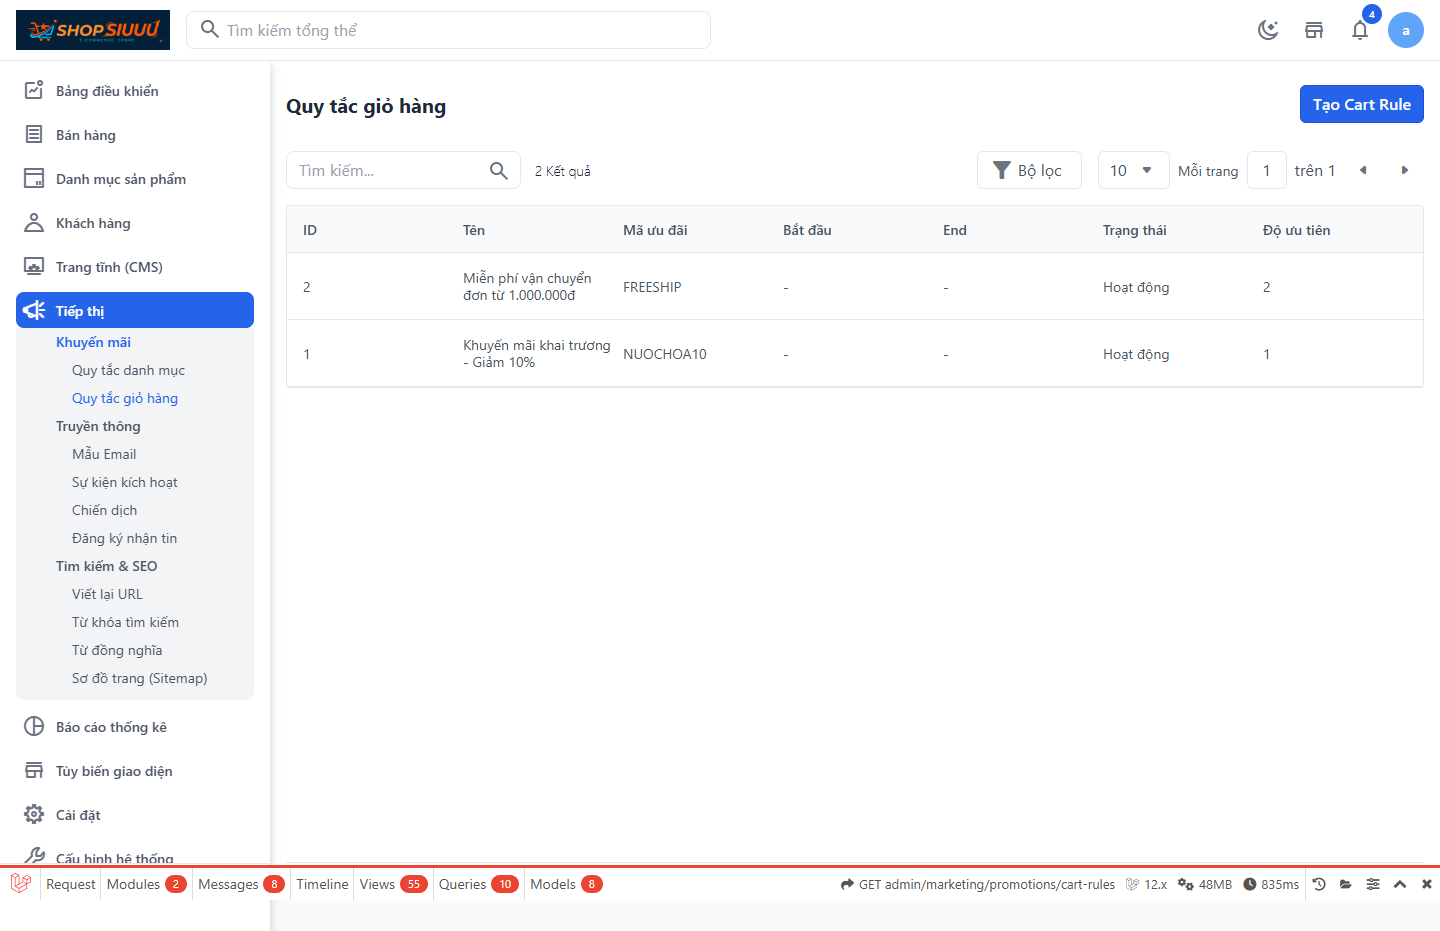 SHOP SIUUU
E-COMMERCE STORE
Tìm kiếm tổng thể
4
a
Bảng điều khiển
Bán hàng
Danh mục sản phẩm
Khách hàng
Trang tĩnh (CMS)
Tiếp thị
Khuyến mãi
Quy tắc danh mục
Quy tắc giỏ hàng
Truyền thông
Mẫu Email
Sự kiện kích hoạt
Chiến dịch
Đăng ký nhận tin
Tìm kiếm & SEO
Viết lại URL
Từ khóa tìm kiếm
Từ đồng nghĩa
Sơ đồ trang (Sitemap)
Báo cáo thống kê
Tùy biến giao diện
Cài đặt
Cấu hình hệ thống
Quy tắc giỏ hàng
Tạo Cart Rule
Tìm kiếm...
2 Kết quả
Bộ lọc
10
Mỗi trang
1
trên 1
ID Tên Mã ưu đãi Bắt đầu End Trạng thái Độ ưu tiên
2 Miễn phí vận chuyển FREESHIP - - Hoạt động 2
đơn từ 1.000.000đ
1 Khuyến mãi khai trương NUOCHOA10 - - Hoạt động 1
- Giảm 10%
Request Modules 2 Messages 8 Timeline Views 55 Queries 10 Models 8 GET admin/marketing/promotions/cart-rules 12.x 48MB 835ms